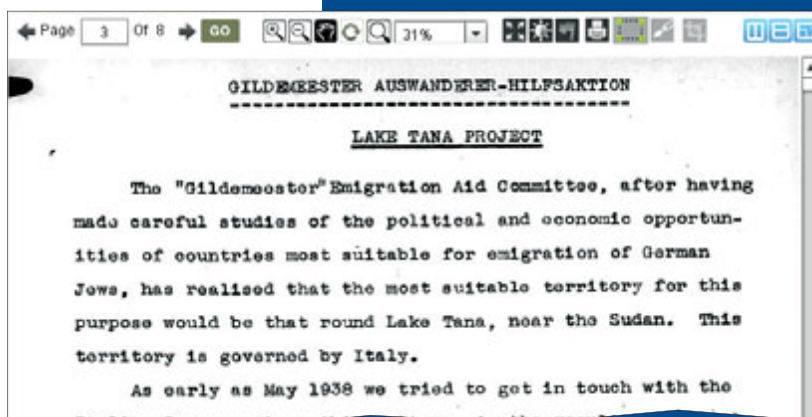 Page 3 Of 8 GO 31%
GILDEMEESTER AUSWANDERER-HILFSAKTION
LAKE TANA PROJECT
The "Gildemeester" Emigration Aid Committee, after having
made careful studies of the political and economic opportun-
ities of countries most suitable for emigration of German
Jews, has realised that the most suitable territory for this
purpose would be that round Lake Tana, near the Sudan. This
territory is governed by Italy.
As early as May 1938 we tried to get in touch with the